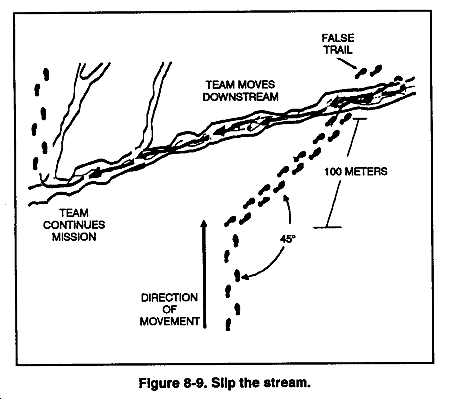 FALSE
TRAIL
TEAM MOVES
DOWNSTREAM
100 METERS
TEAM
CONTINUES
MISSION
45°
DIRECTION
OF
MOVEMENT
Figure 8-9. Slip the stream.